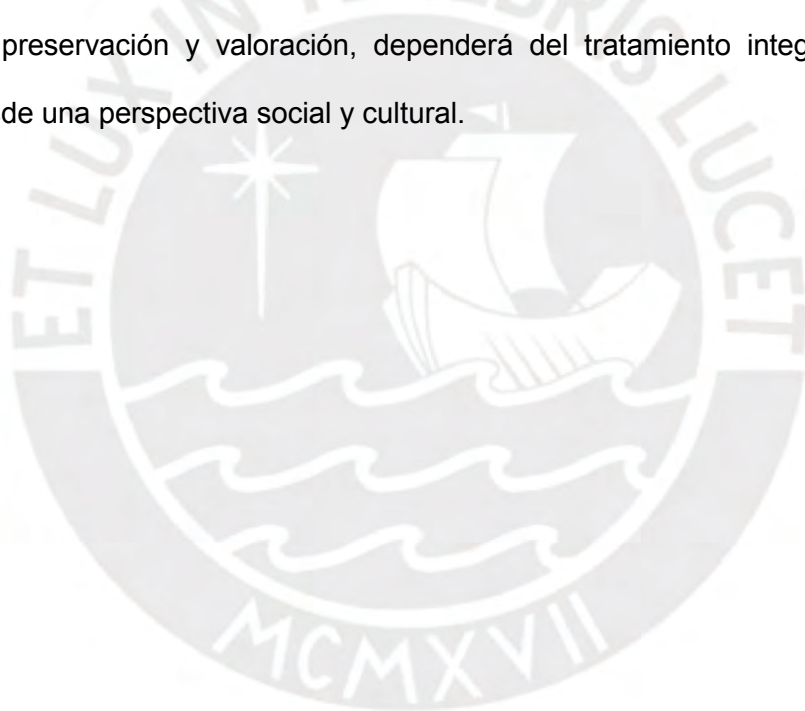 preservación y valoración, dependerá del tratamiento integ
de una perspectiva social y cultural.
ET LUX IN TENEBRIS LUCET
MCMXVII